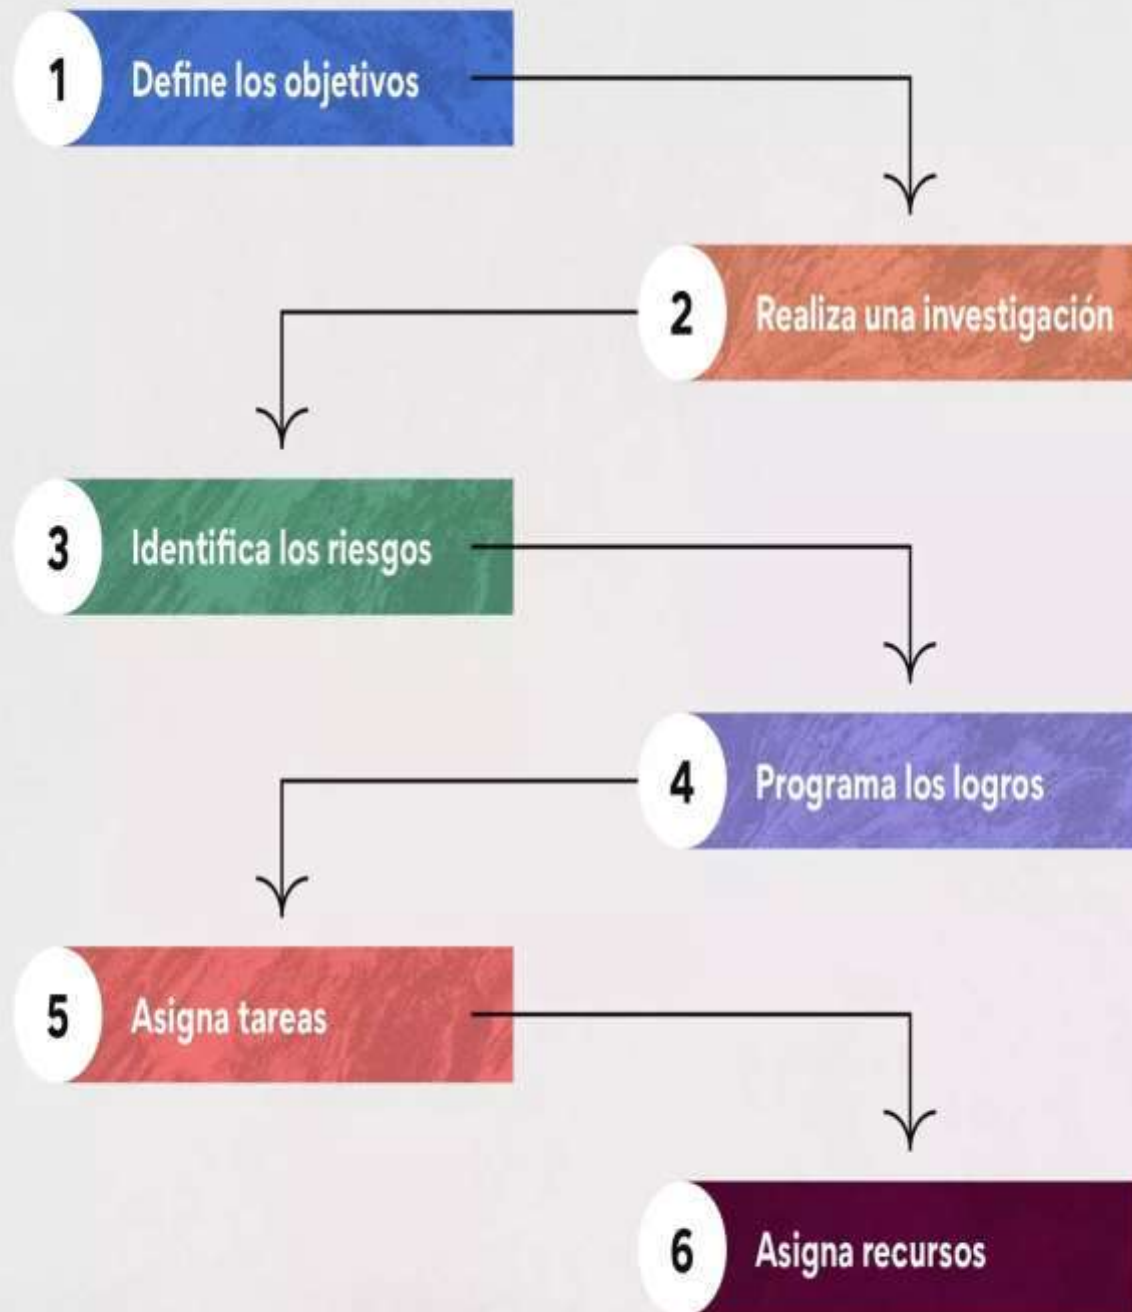 1 Define los objetivos
2 Realiza una investigación
3 Identifica los riesgos
4 Programa los logros
5 Asigna tareas
6 Asigna recursos